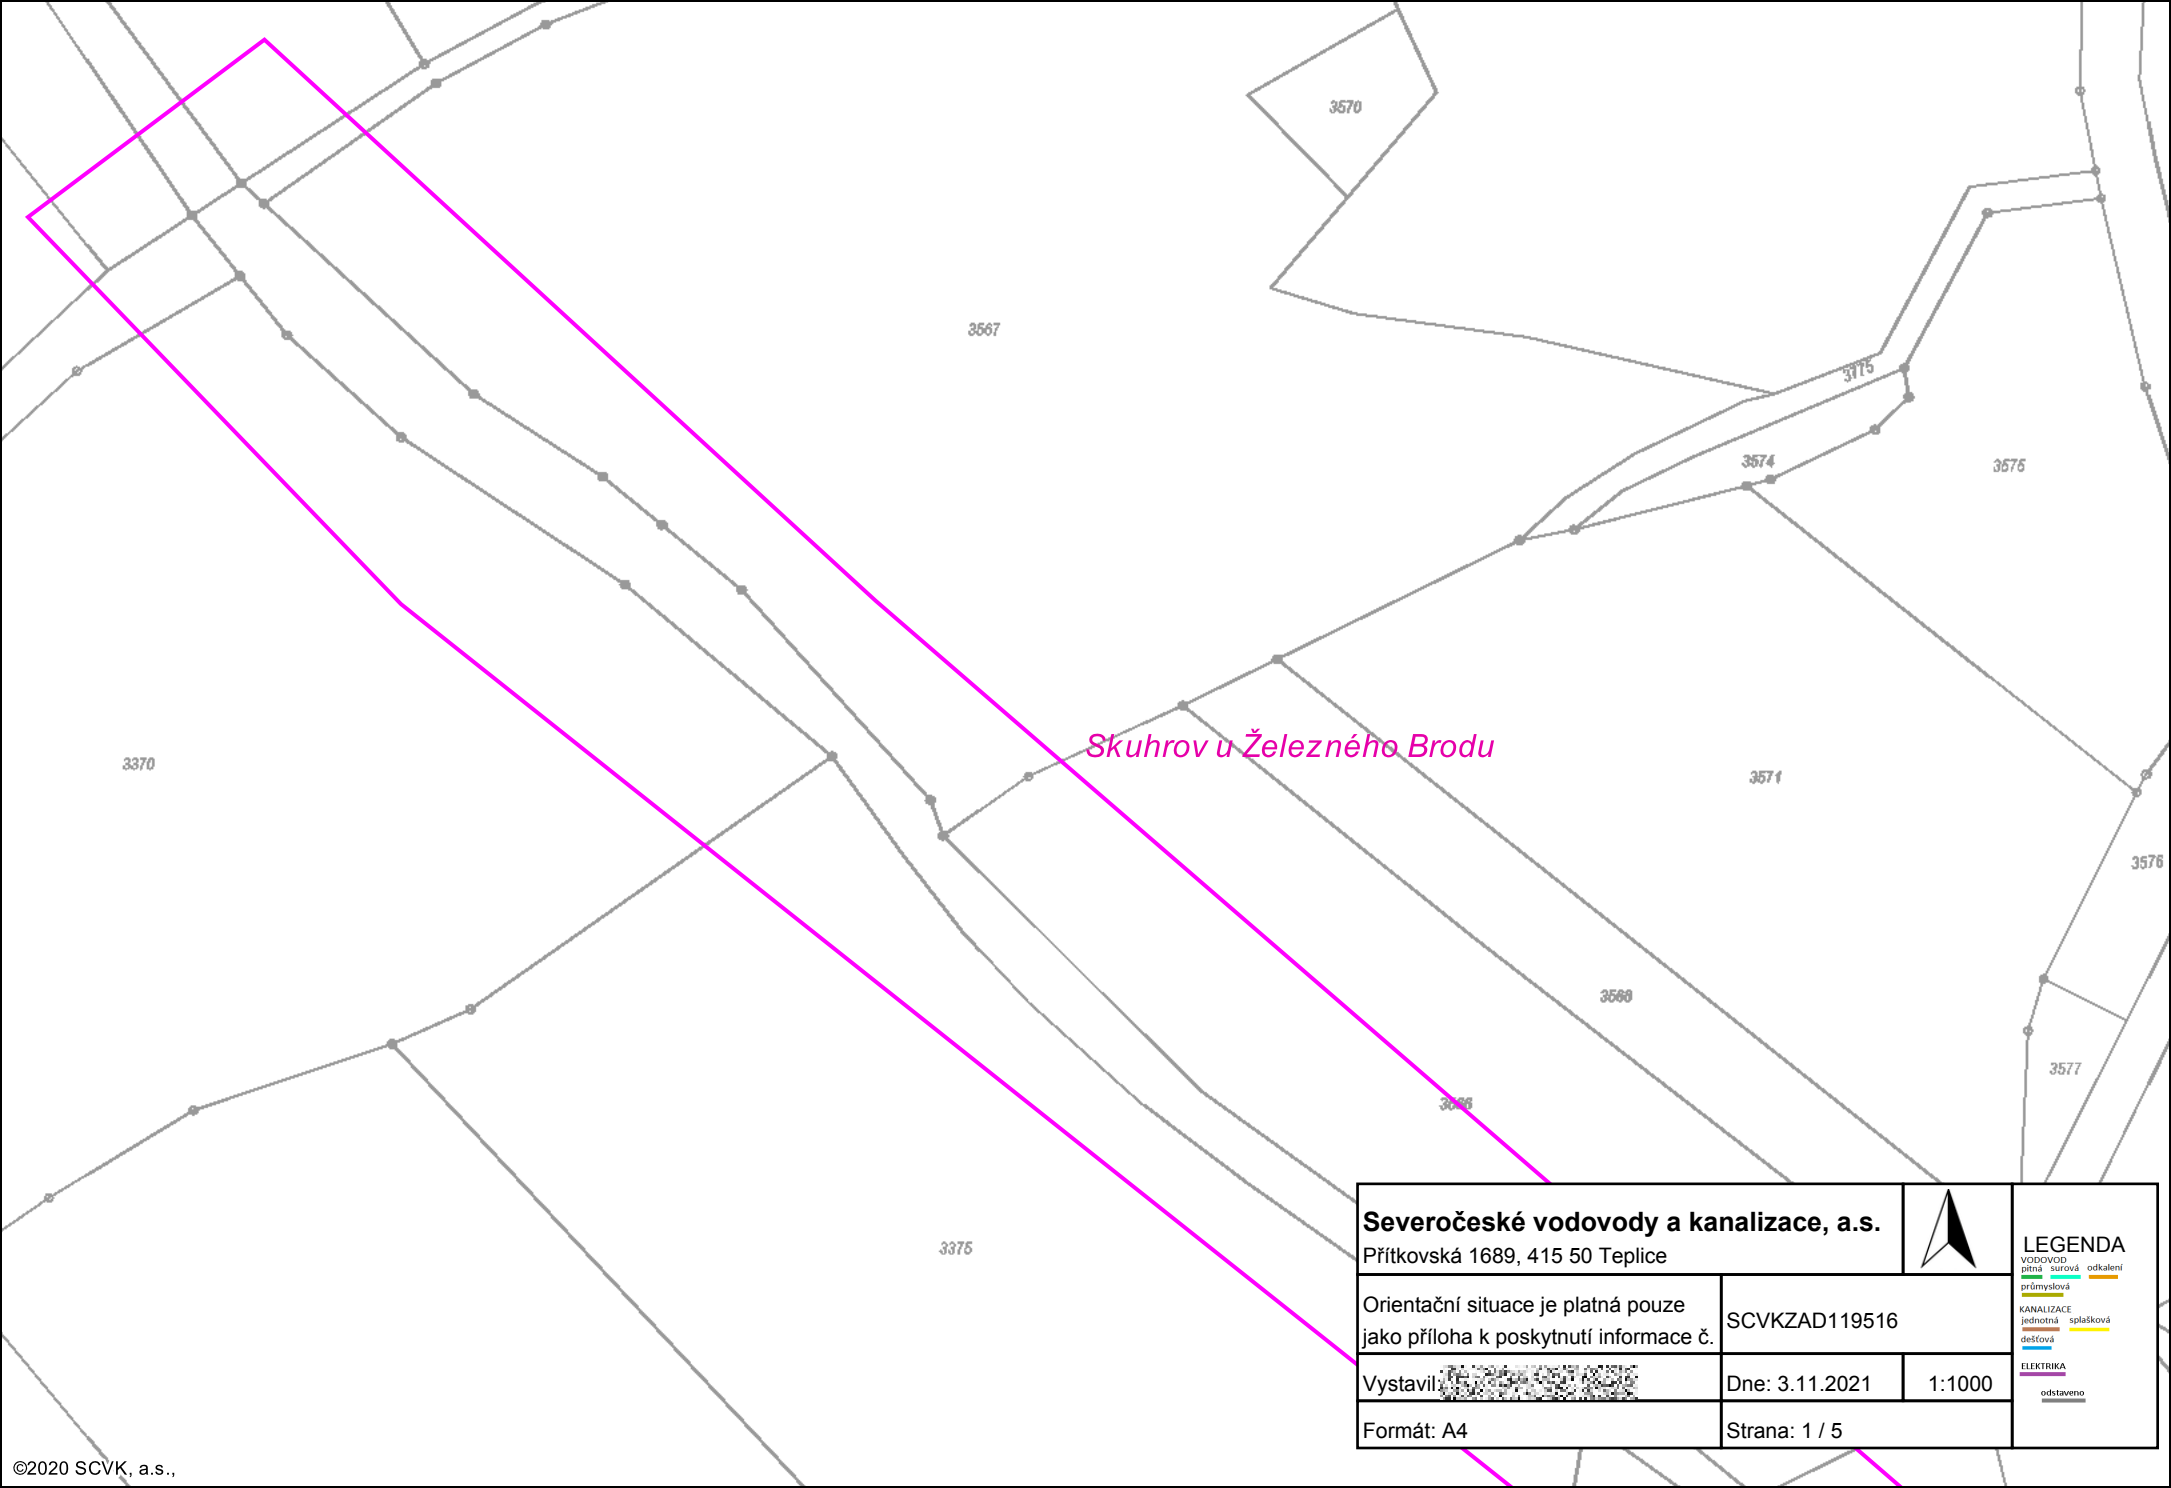 3570
3567
3775
3574
3575
Skuhrov u Železného Brodu
3370
3571
3576
3568
3577
3375
Severočeské vodovody a kanalizace, a.s.
Přítkovská 1689, 415 50 Teplice
Orientační situace je platná pouze
jako příloha k poskytnutí informace č.
SCVKZAD119516
Vystavil:
Dne: 3.11.2021
1:1000
Formát: A4
Strana: 1 / 5
LEGENDA
VODOVOD
pitná surová odkalení
průmyslová
KANALIZACE
jednotná splašková
dešťová
ELEKTRIKA
odstaveno
©2020 SCVK, a.s.,